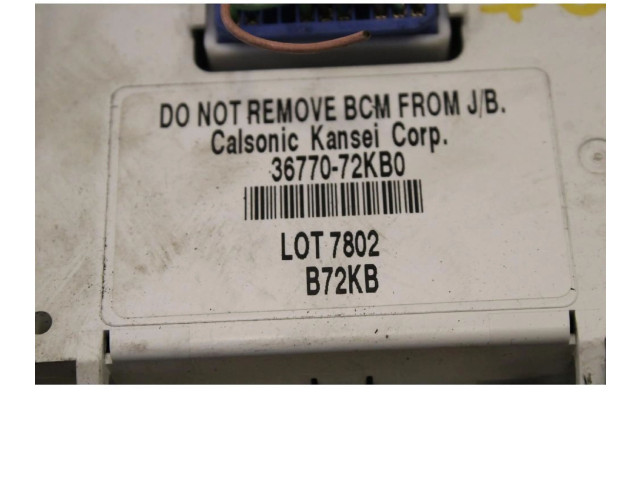 DO NOT REMOVE BCM FROM J/B.
Calsonic Kansei Corp.
36770-72KB0
LOT 7802
B72KB